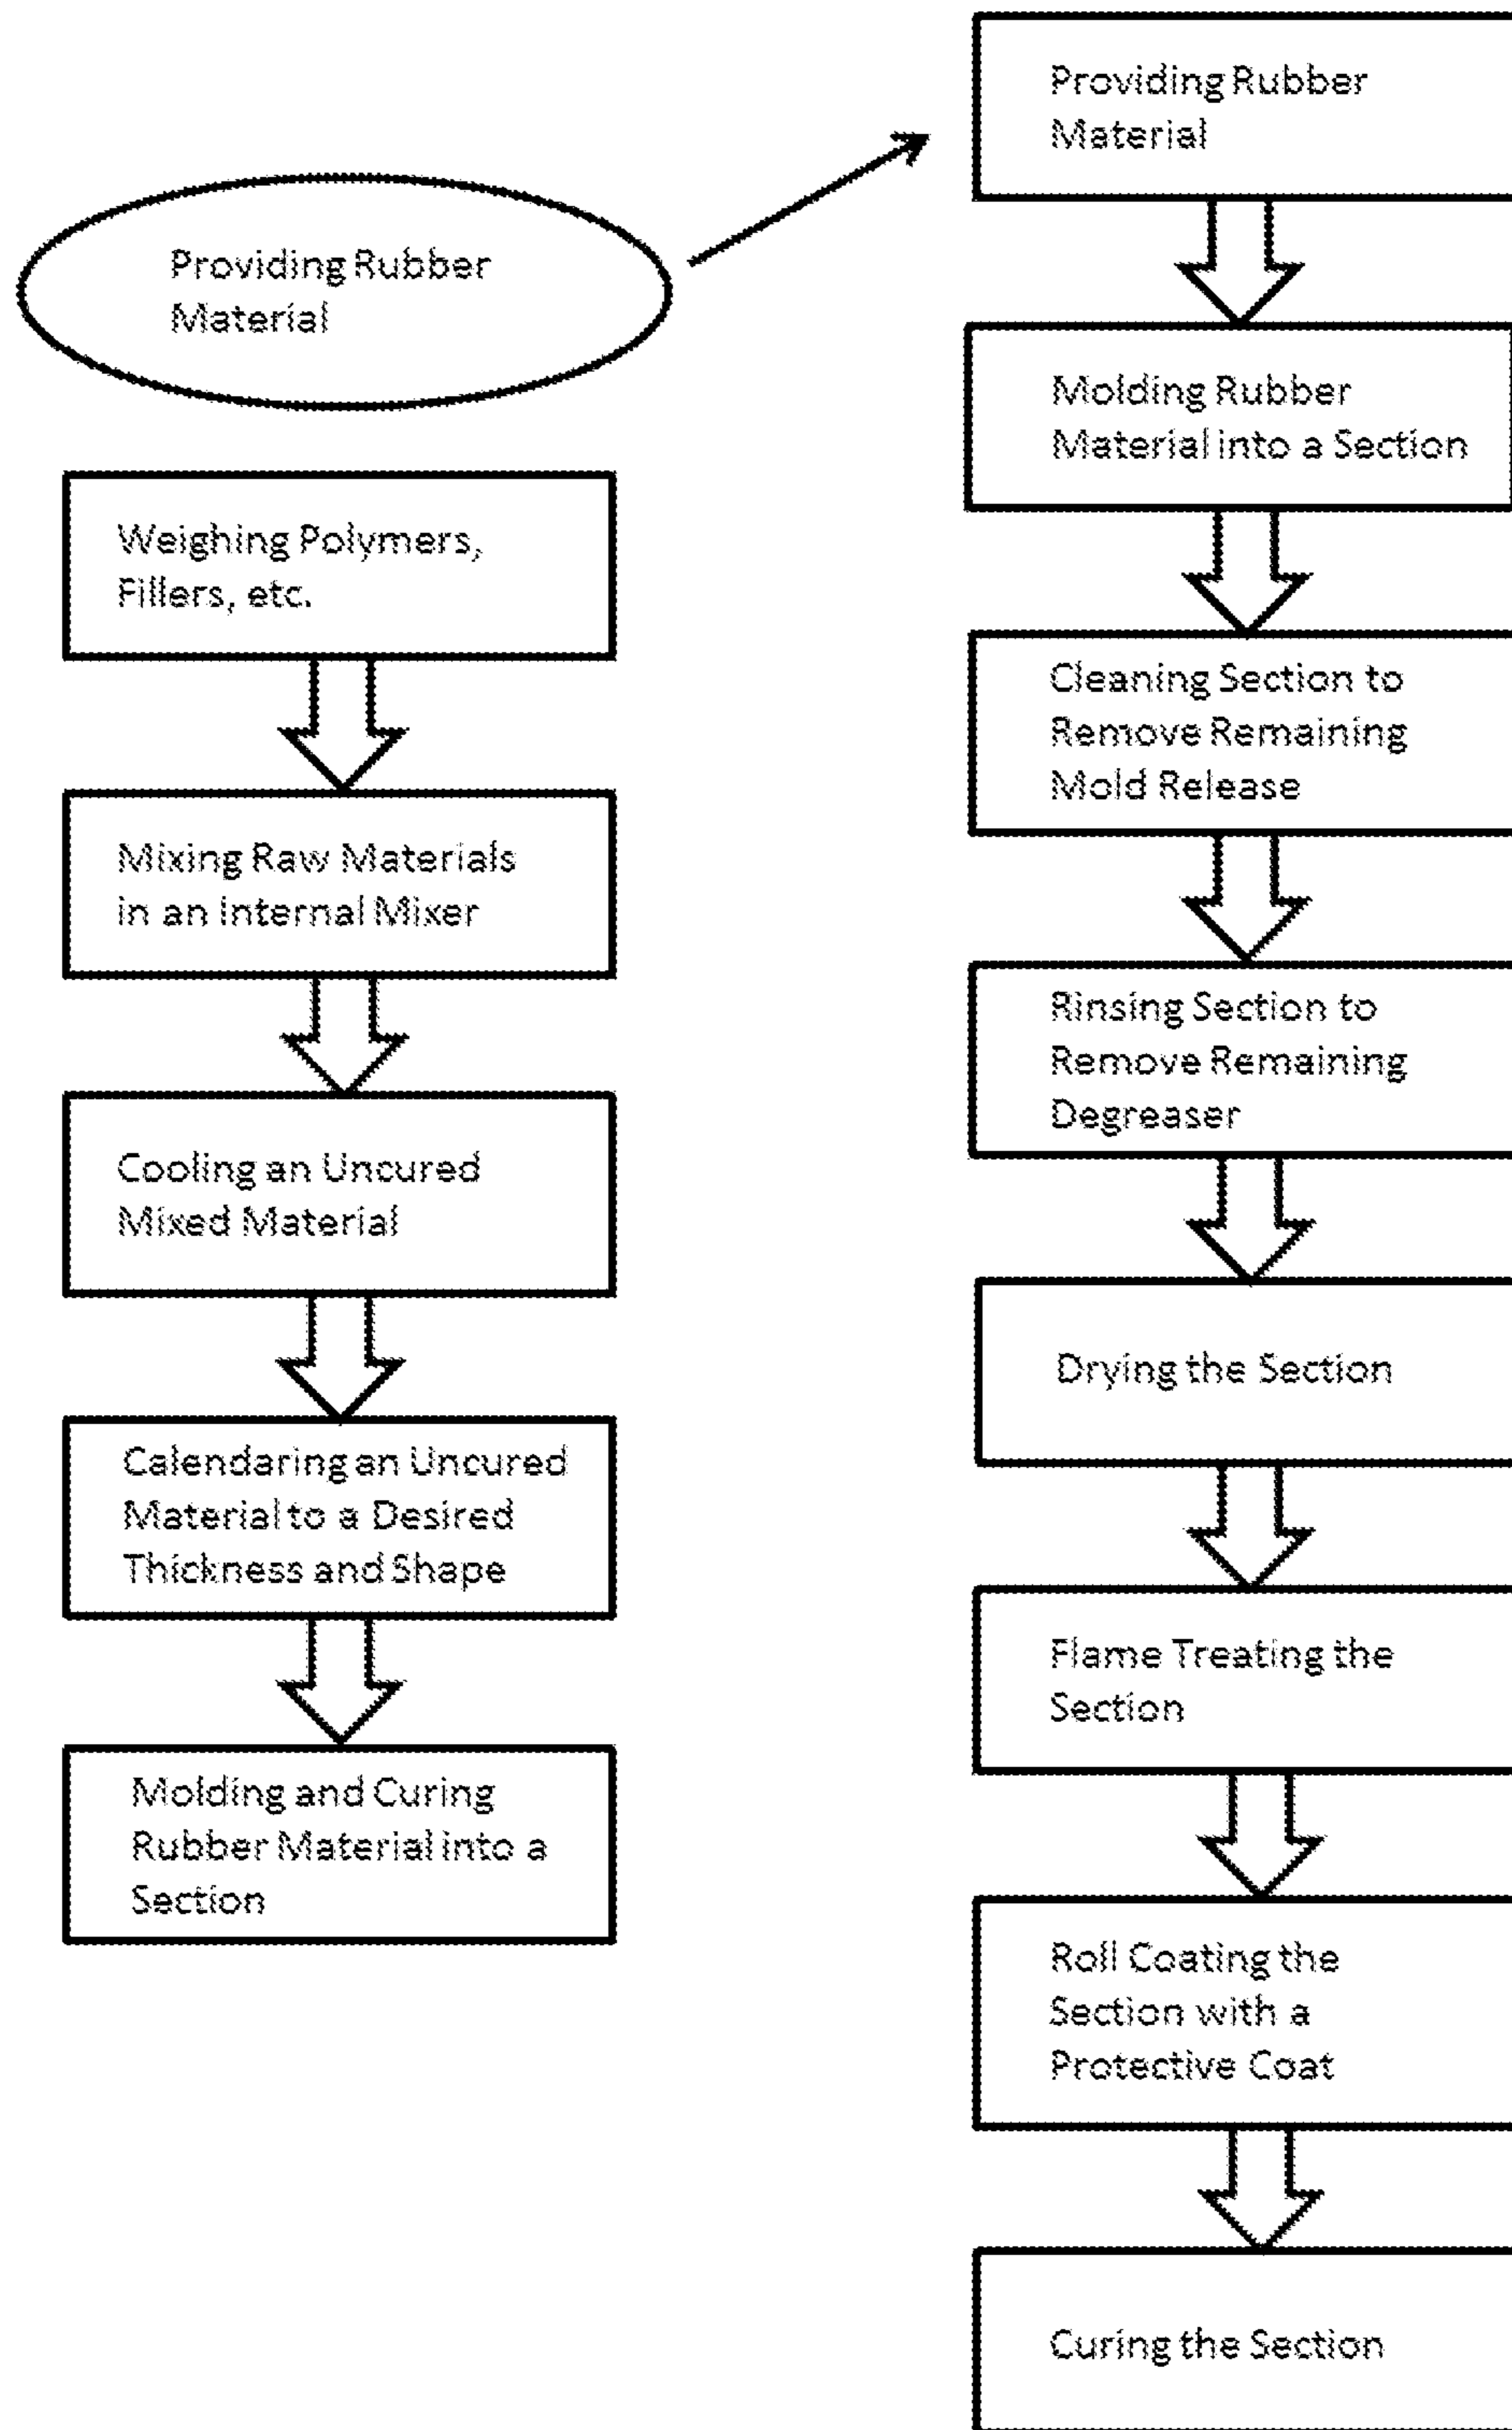 Providing Rubber
Material
Weighing Polymers,
Fillers, etc.
Mixing Raw Materials
in an Internal Mixer
Cooling an Uncured
Mixed Material
Calendaring an Uncured
Material to a Desired
Thickness and Shape
Molding and Curing
Rubber Material into a
Section
Providing Rubber
Material
Molding Rubber
Material into a Section
Cleaning Section to
Remove Remaining
Mold Release
Rinsing Section to
Remove Remaining
Degreaser
Drying the Section
Flame Treating the
Section
Roll Coating the
Section with a
Protective Coat
Curing the Section